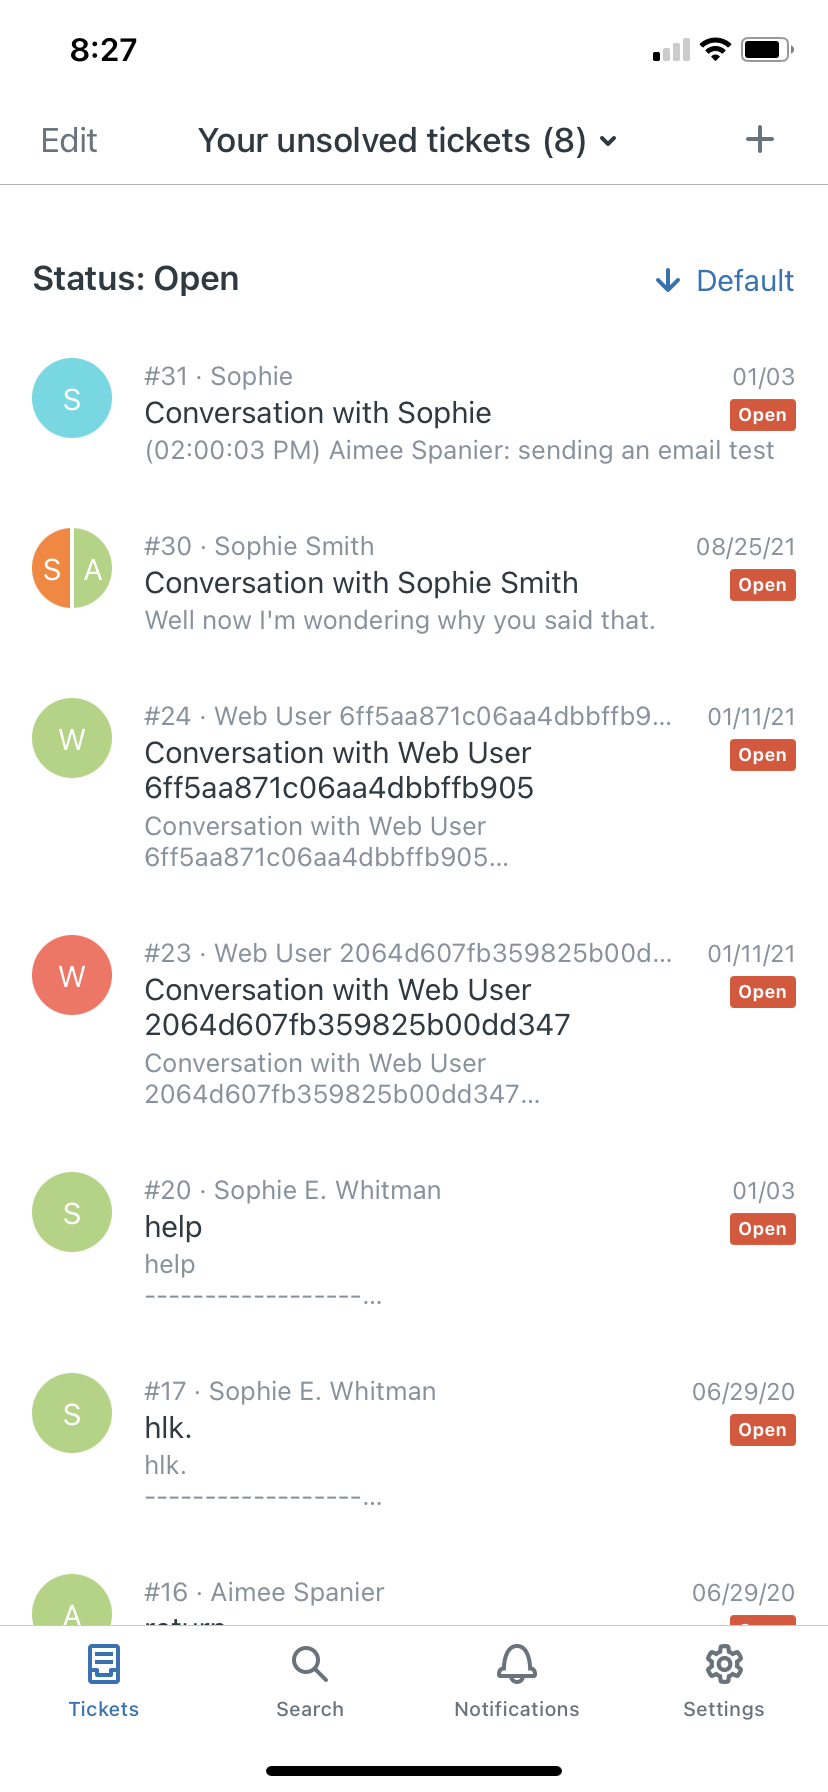 8:27
Edit
Your unsolved tickets (8)
Status: Open
Default
S
#31 · Sophie
01/03
Conversation with Sophie
Open
(02:00:03 PM) Aimee Spanier: sending an email test
S A
#30 · Sophie Smith
08/25/21
Conversation with Sophie Smith
Open
Well now I'm wondering why you said that.
W
#24 · Web User 6ff5aa871c06aa4dbbffb9...
01/11/21
Conversation with Web User
Open
6ff5aa871c06aa4dbbffb905
Conversation with Web User
6ff5aa871c06aa4dbbffb905...
W
#23 · Web User 2064d607fb359825b00d...
01/11/21
Conversation with Web User
Open
2064d607fb359825b00dd347
Conversation with Web User
2064d607fb359825b00dd347...
S
#20 · Sophie E. Whitman
01/03
help
Open
help
------------------...
S
#17 · Sophie E. Whitman
06/29/20
hlk.
Open
hlk.
------------------...
A
#16 · Aimee Spanier
06/29/20
return
Tickets
Search
Notifications
Settings